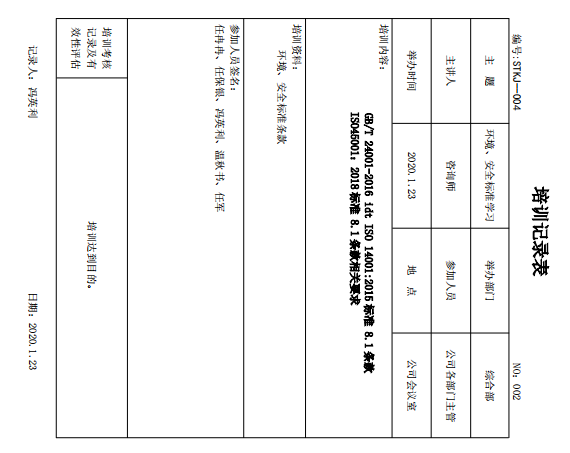 培训记录表
编号:STKJ—004 NO: 002
主 题 环境、安全标准学习 举办部门 综合部
主讲人 咨询师 参加人员 公司各部门主管
举办时间 2020.1.23 地 点 公司会议室
培训内容:
GB/T 24001-2016 idt ISO 14001:2015 标准 8.1 条款
ISO45001: 2018 标准 8.1 条款相关要求
培训资料:
环境、安全标准条款
参加人员签名:
任冉冉、任保银、冯英利、温秋书、任军
培训考核
记录及有
效性评估
培训达到目的。
记录人: 冯英利 日期: 2020.1.23